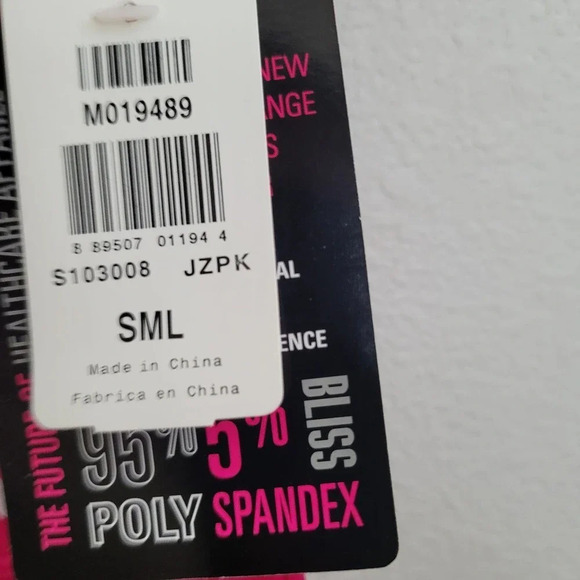 M019489
8 89507 01194 4
S103008 JZPK
SML
Made in China
Fabrica en China
NEW
ANGE
S
AL
ENCE
THE FUTURE OF HEALTHCARE APPAREL
BLISS
95% 5%
POLY SPANDEX